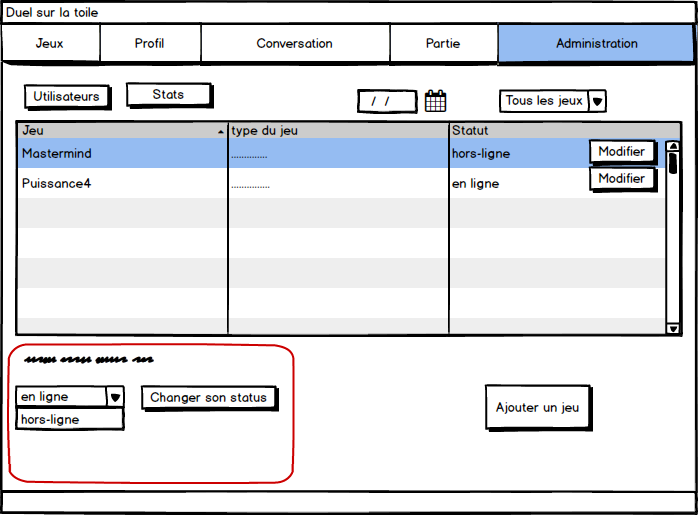 Duel sur la toile
Jeux Profil Conversation Partie Administration
Utilisateurs Stats / / Tous les jeux
Jeu type du jeu Statut
Mastermind .............. hors-ligne Modifier
Puissance4 ............... en ligne Modifier
en ligne Changer son status
hors-ligne
Ajouter un jeu